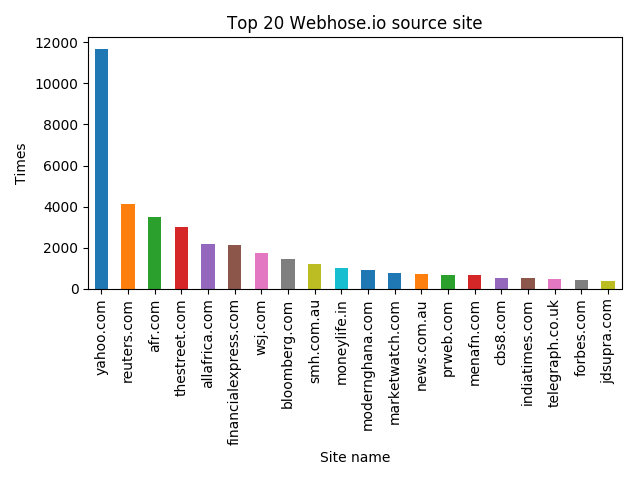 Top 20 Webhose.io source site
12000
10000
8000
6000
4000
2000
0
Times
yahoo.com
reuters.com
afr.com
thestreet.com
allafrica.com
financialexpress.com
wsj.com
bloomberg.com
smh.com.au
moneylife.in
modernghana.com
marketwatch.com
news.com.au
prweb.com
menafn.com
cbs8.com
indiatimes.com
telegraph.co.uk
forbes.com
jdsupra.com
Site name